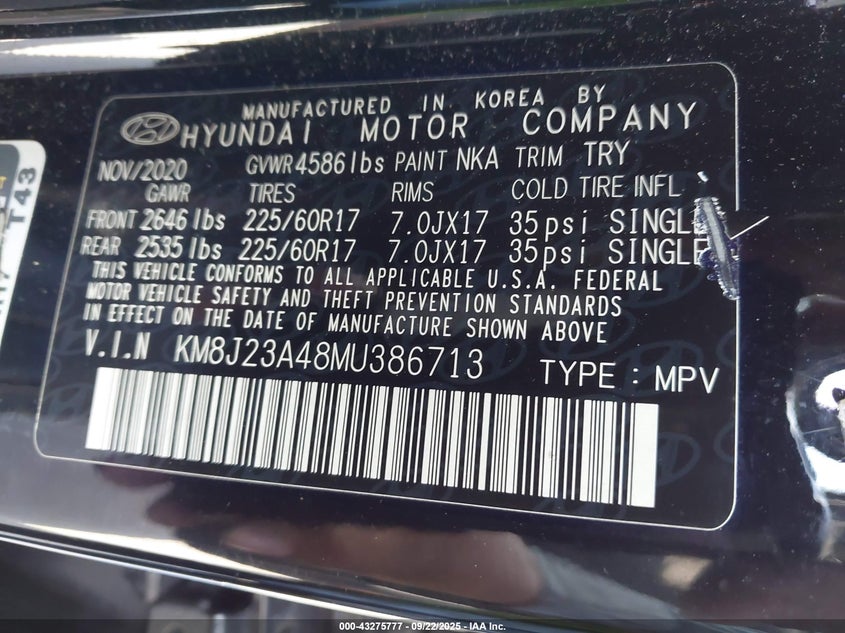 MANUFACTURED IN KOREA BY
HYUNDAI MOTOR COMPANY
NOV/2020 GVWR 4586 lbs PAINT NKA TRIM TRY
GAWR TIRES RIMS COLD TIRE INFL
FRONT 2646 lbs 225/60R17 7.0JX17 35psi SINGLE
REAR 2535 lbs 225/60R17 7.0JX17 35psi SINGLE
THIS VEHICLE CONFORMS TO ALL APPLICABLE U.S.A. FEDERAL
MOTOR VEHICLE SAFETY AND THEFT PREVENTION STANDARDS
IN EFFECT ON THE DATE OF MANUFACTURE SHOWN ABOVE
V.I.N KM8J23A48MU386713 TYPE : MPV
T43
000-43275777 - 09/22/2025 - IAA Inc.